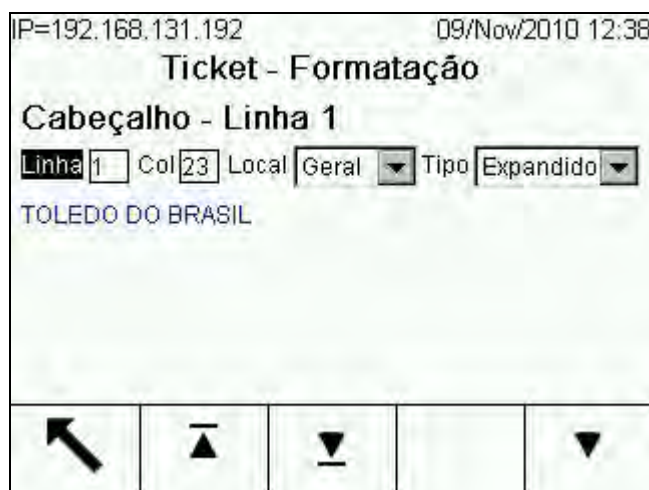 IP=192.168.131.192 09/Nov/2010 12:38
Ticket - Formatação
Cabeçalho - Linha 1
Linha 1 Col 23 Local Geral Tipo Expandido
TOLEDO DO BRASIL